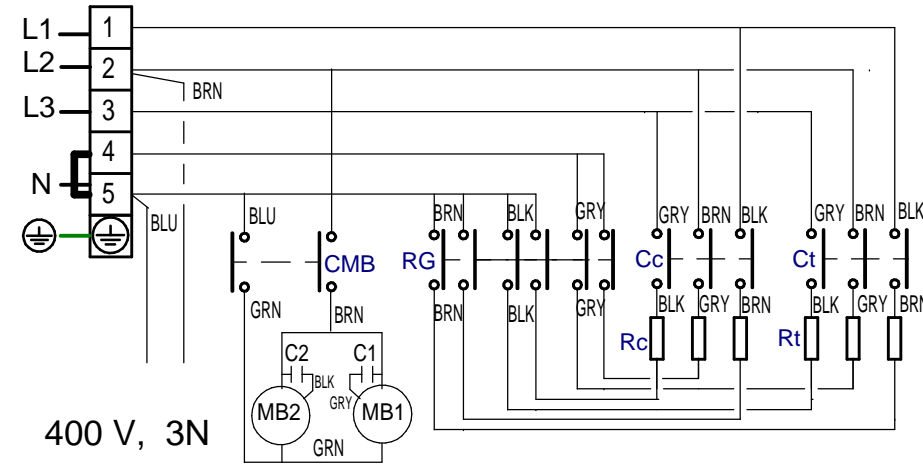 L1 1
L2 2
BRN
L3 3
4
N
5
BLU BLU BRN BLK GRY GRY BRN BLK GRY BRN BLK
CMB RG Cc Ct
GRN BRN BRN BLK GRY BLK GRY BRN BLK GRY BRN
C2 C1 Rc Rt
BLK
GRY
MB2 MB1
400 V, 3N GRN